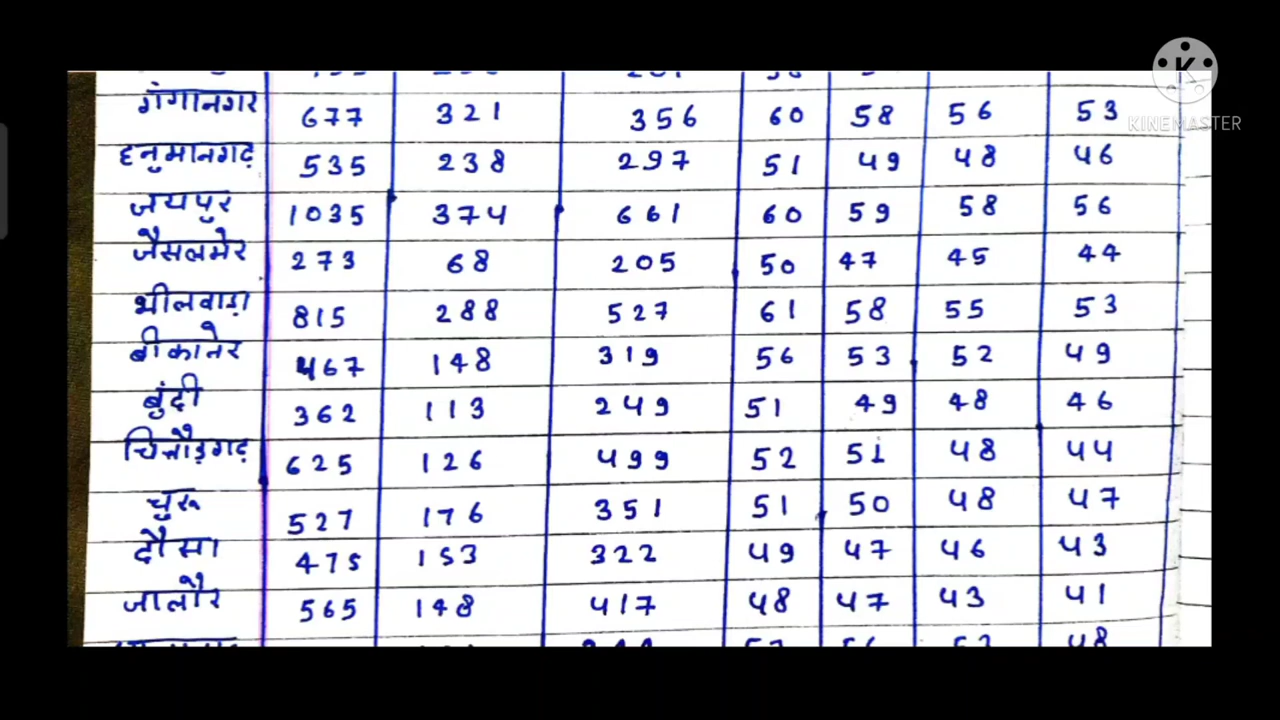 गंगानगर 677 321 356 60 58 56 53
हनुमानगढ़ 535 238 297 51 49 48 46
जयपुर 1035 374 661 60 59 58 56
जैसलमेर 273 68 205 50 47 45 44
भीलवाड़ा 815 288 527 61 58 55 53
बीकानेर 467 148 319 56 53 52 49
बुंदी 362 113 249 51 49 48 46
चित्तौड़गढ़ 625 126 499 52 51 48 44
चुरू 527 176 351 51 50 48 47
दौसा 475 153 322 49 47 46 43
जालौर 565 148 417 48 47 43 41
K
KINEMASTER